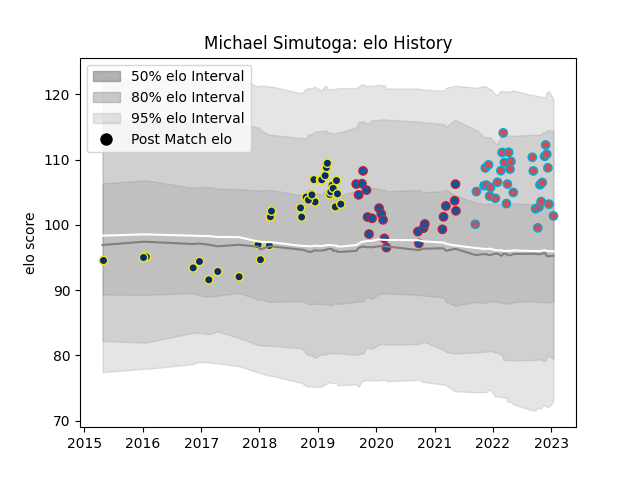 Michael Simutoga: elo History
50% elo Interval
80% elo Interval
95% elo Interval
Post Match elo
elo score
120
110
100
90
80
70
2015 2016 2017 2018 2019 2020 2021 2022 2023